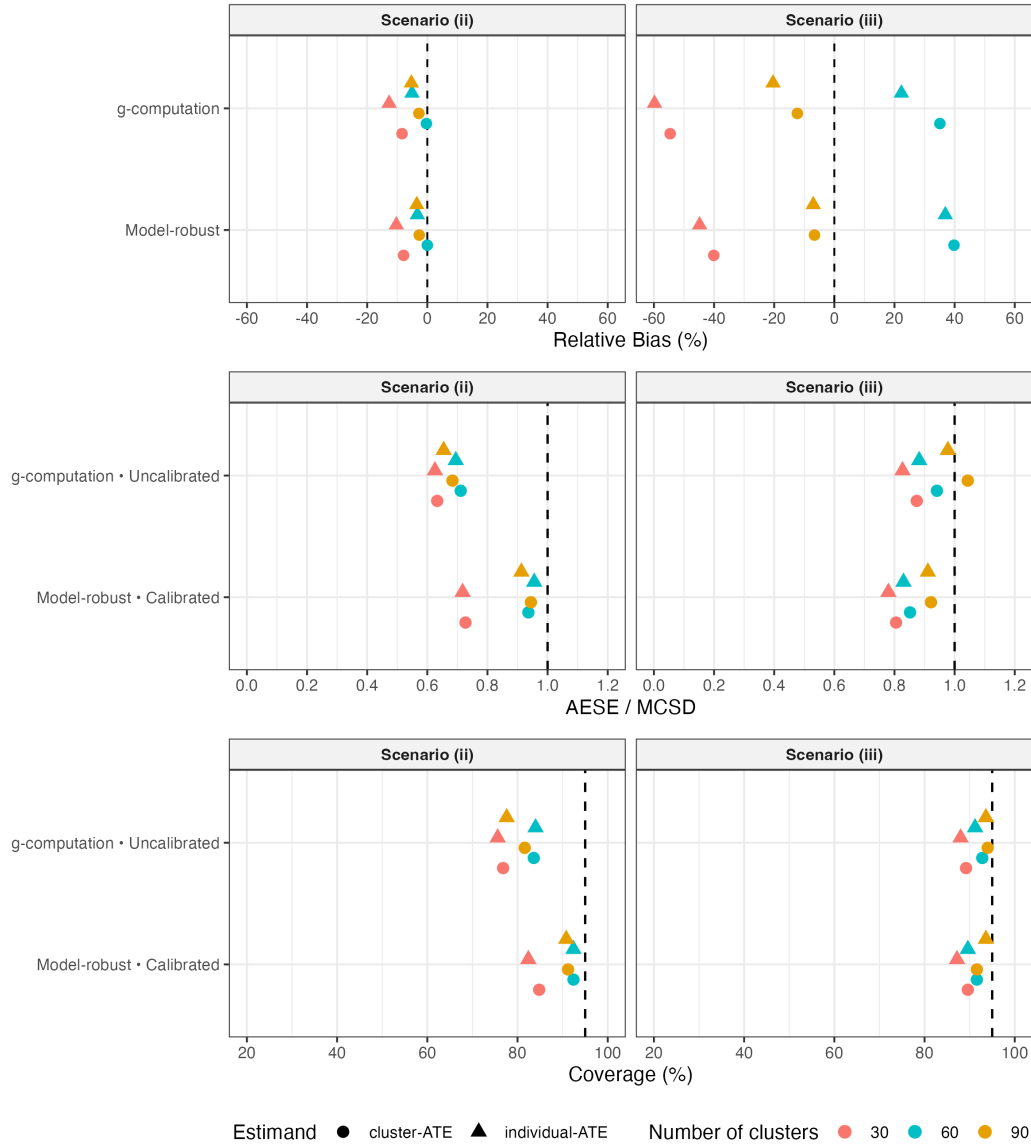 Scenario (ii) Scenario (iii)
g-computation
Model-robust
-60 -40 -20 0 20 40 60 -60 -40 -20 0 20 40 60
Relative Bias (%)
Scenario (ii) Scenario (iii)
g-computation • Uncalibrated
Model-robust • Calibrated
0.0 0.2 0.4 0.6 0.8 1.0 1.2 0.0 0.2 0.4 0.6 0.8 1.0 1.2
AESE / MCSD
Scenario (ii) Scenario (iii)
g-computation • Uncalibrated
Model-robust • Calibrated
20 40 60 80 100 20 40 60 80 100
Coverage (%)
Estimand cluster-ATE individual-ATE Number of clusters 30 60 90